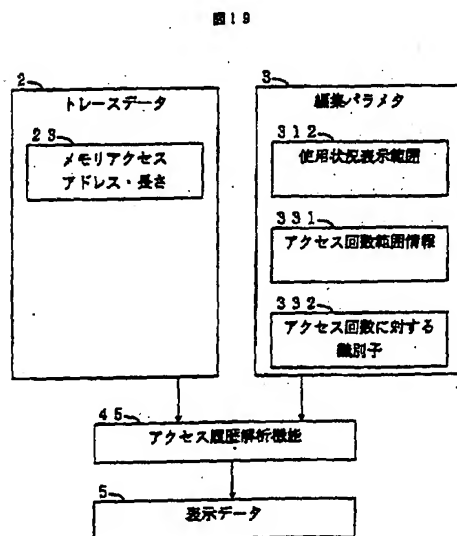 図19
2
トレースデータ
23
メモリアクセス
アドレス・長さ
3
編集パラメタ
312
使用状況表示範囲
331
アクセス回数範囲情報
332
アクセス回数に対する
識別子
45
アクセス履歴解析機能
5
表示データ